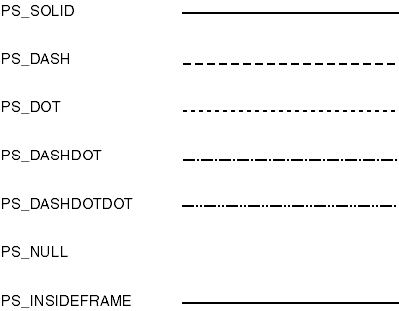 PS_SOLID
PS_DASH
PS_DOT
PS_DASHDOT
PS_DASHDOTDOT
PS_NULL
PS_INSIDEFRAME